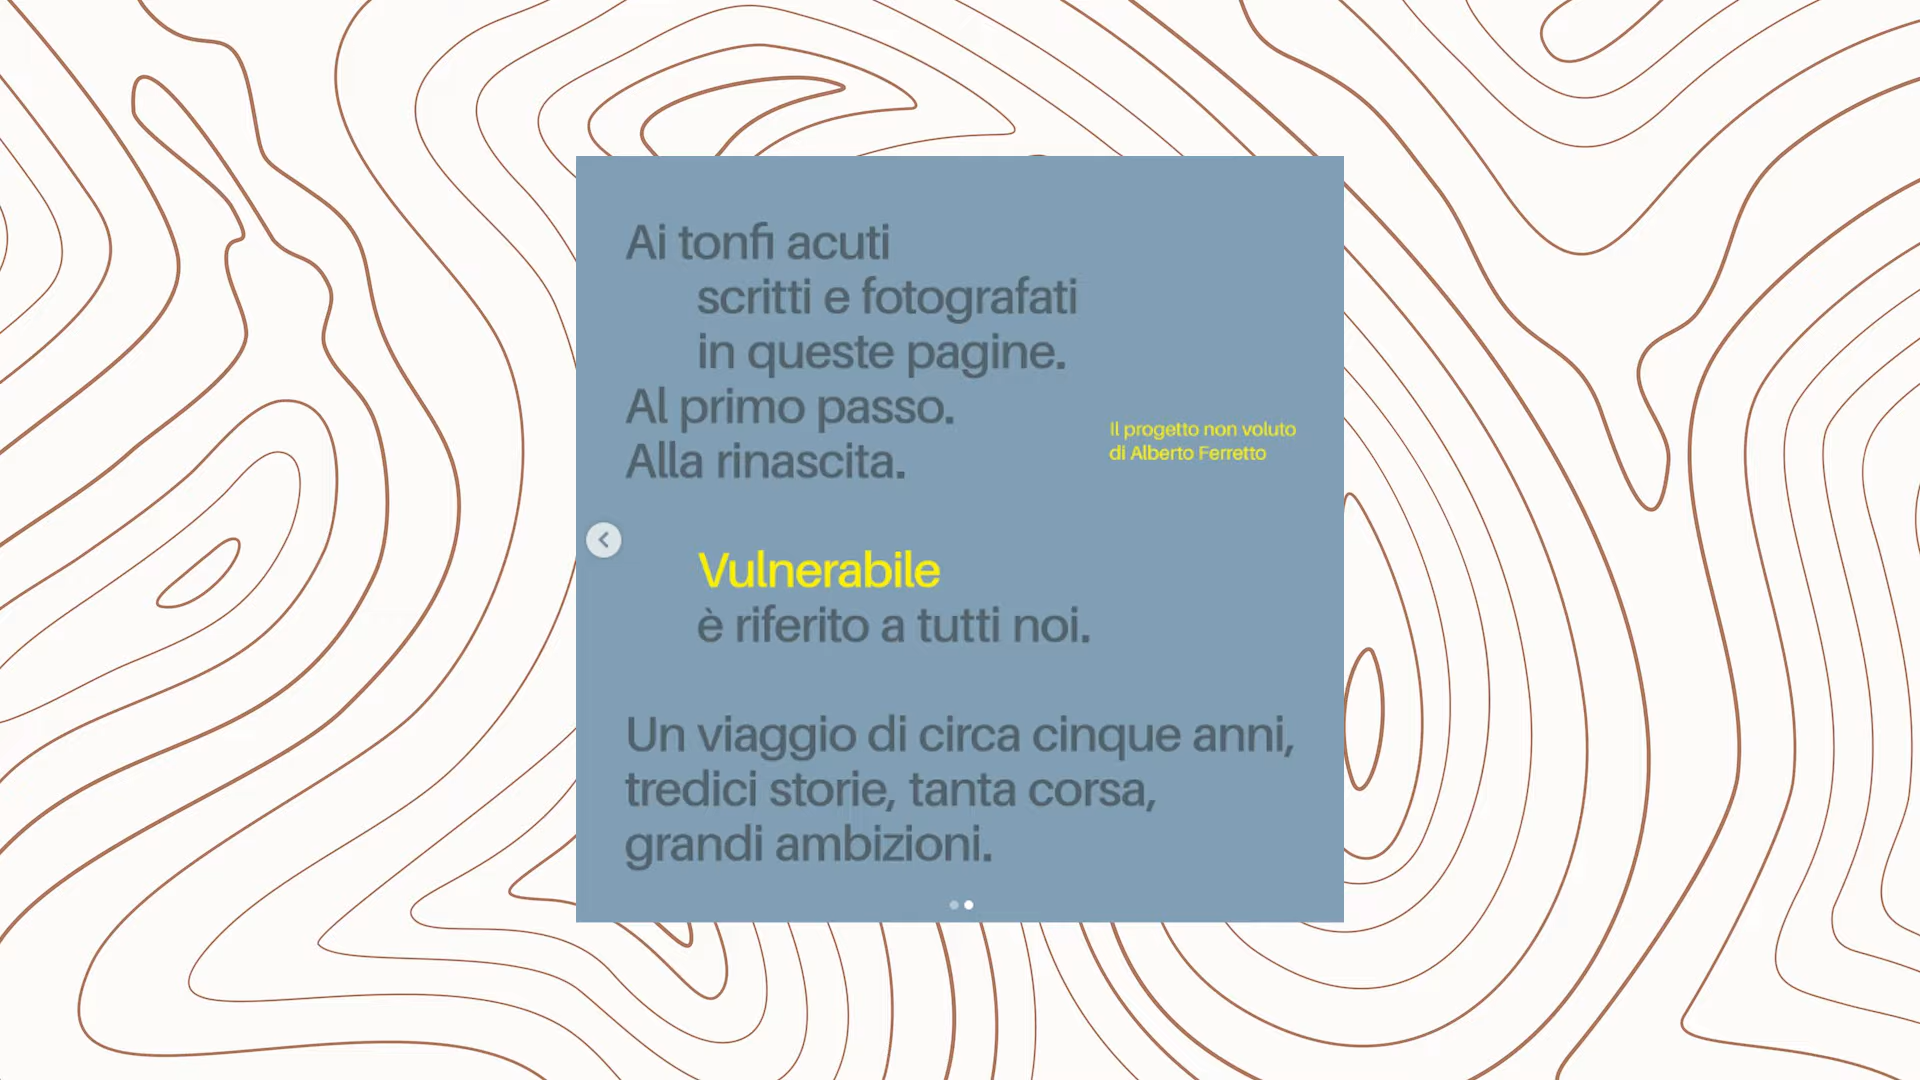 Ai tonfi acuti
scritti e fotografati
in queste pagine.
Al primo passo.
Alla rinascita.
Il progetto non voluto
di Alberto Ferretto
Vulnerabile
è riferito a tutti noi.
Un viaggio di circa cinque anni,
tredici storie, tanta corsa,
grandi ambizioni.